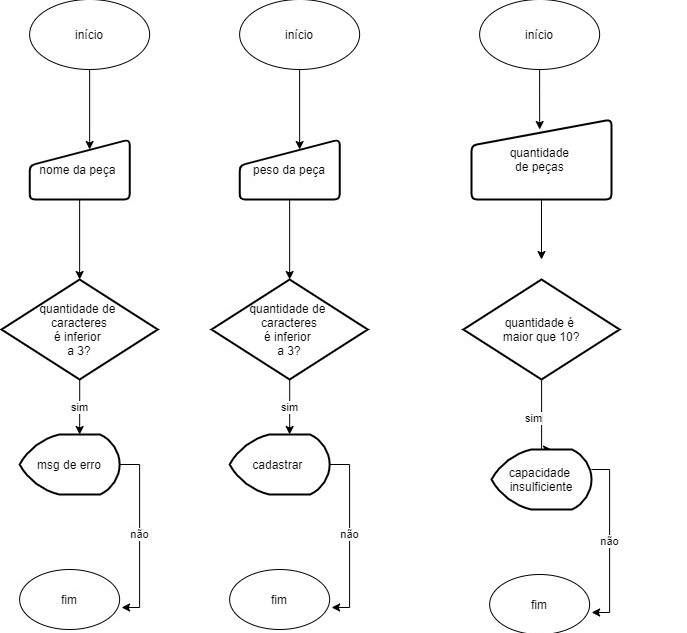 início
nome da peça
quantidade de
caracteres
é inferior
a 3?
sim
msg de erro
não
fim
início
peso da peça
quantidade de
caracteres
é inferior
a 3?
sim
cadastrar
não
fim
início
quantidade
de peças
quantidade é
maior que 10?
sim
capacidade
insulficiente
não
fim